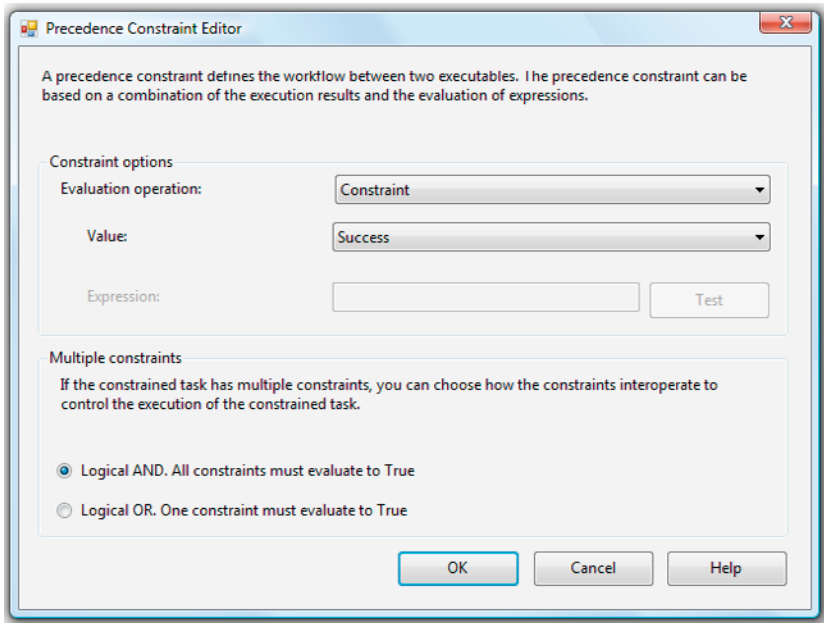 Precedence Constraint Editor
A precedence constraint defines the workflow between two executables. The precedence constraint can be
based on a combination of the execution results and the evaluation of expressions.
Constraint options
Evaluation operation:
Constraint
Value:
Success
Expression:
Test
Multiple constraints
If the constrained task has multiple constraints, you can choose how the constraints interoperate to
control the execution of the constrained task.
Logical AND. All constraints must evaluate to True
Logical OR. One constraint must evaluate to True
OK
Cancel
Help